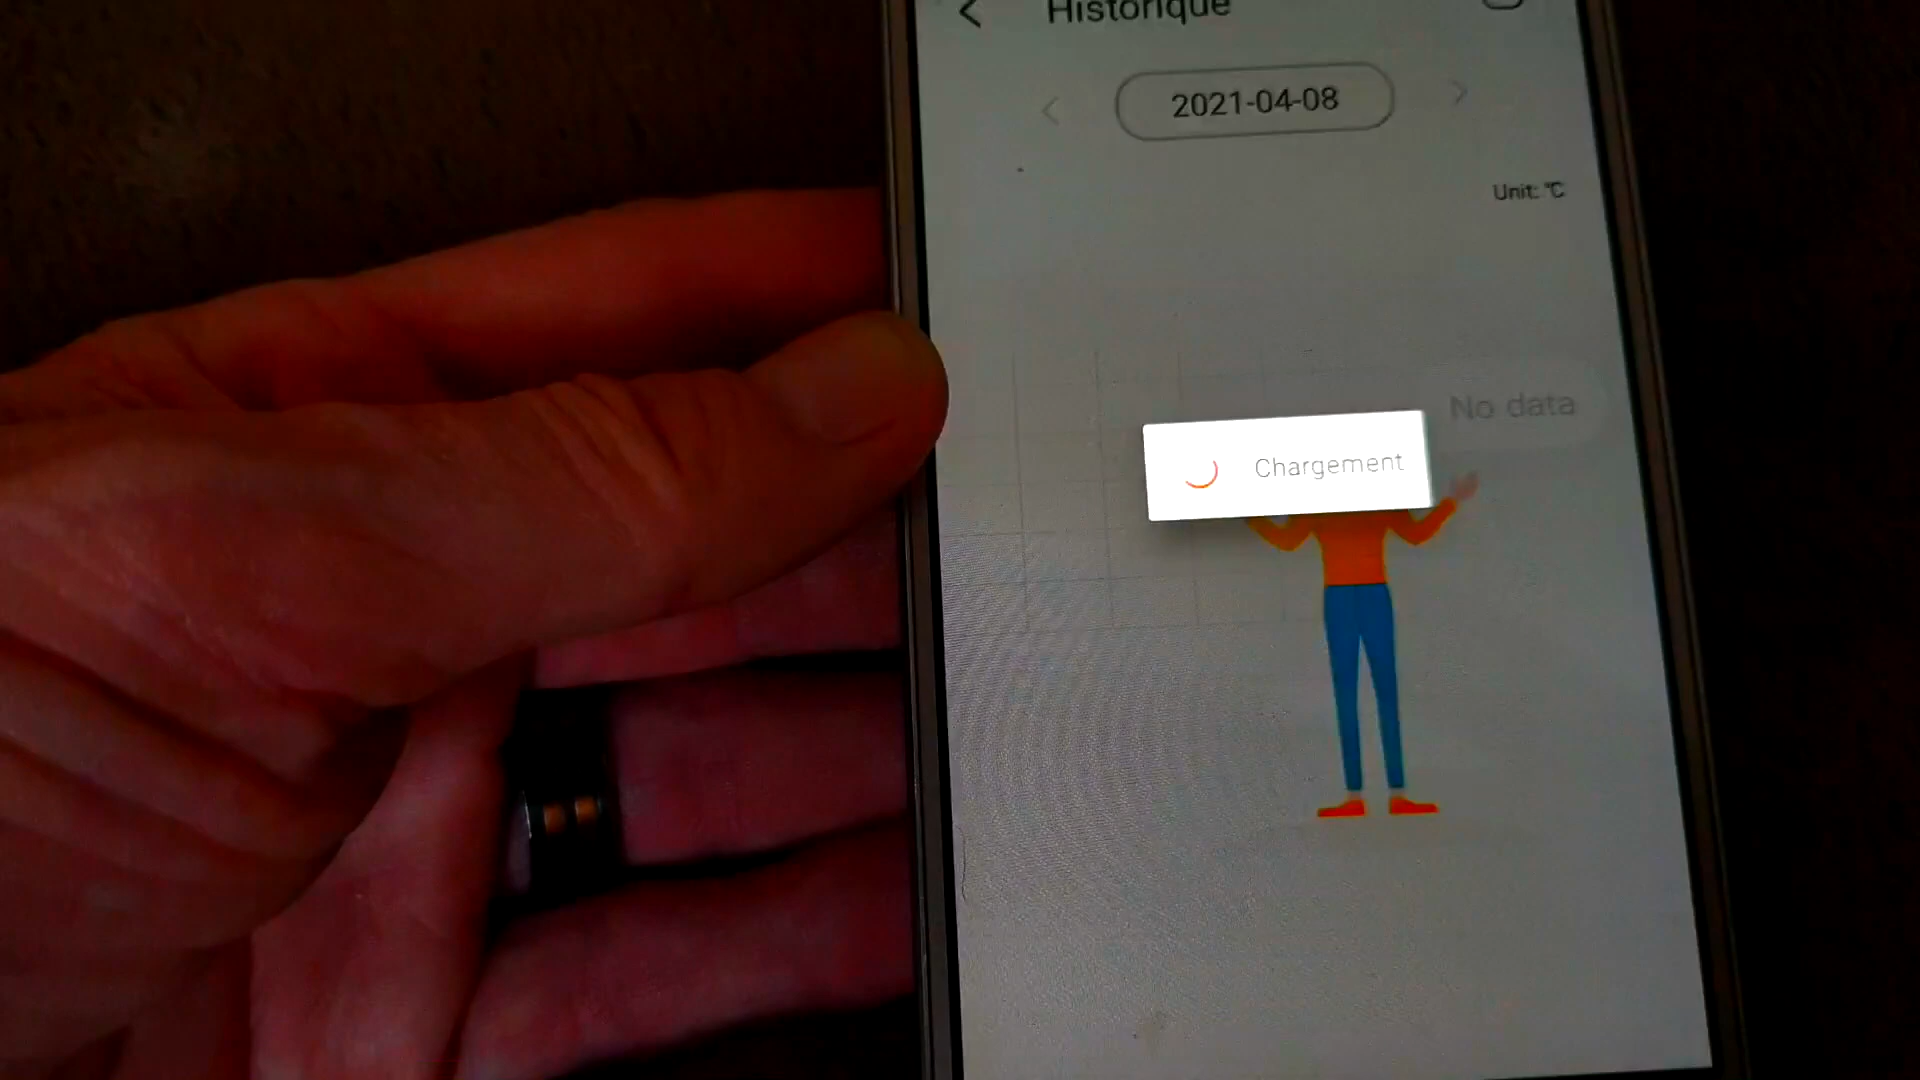 Historique
2021-04-08
Unit: °C
No data
Chargement